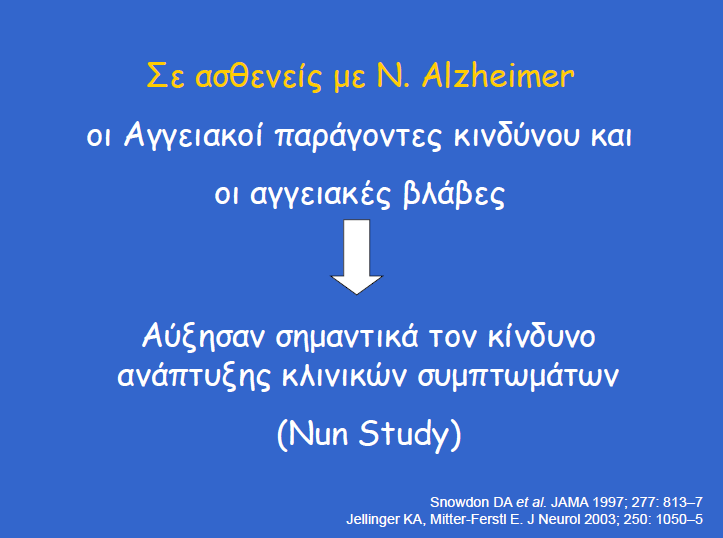 Σε ασθενείς με Ν. Alzheimer
οι Αγγειακοί παράγοντες κινδύνου και
οι αγγειακές βλάβες
Αύξησαν σημαντικά τον κίνδυνο
ανάπτυξης κλινικών συμπτωμάτων
(Nun Study)
Snowdon DA et al. JAMA 1997; 277: 813–7
Jellinger KA, Mitter-Ferstl E. J Neurol 2003; 250: 1050–5